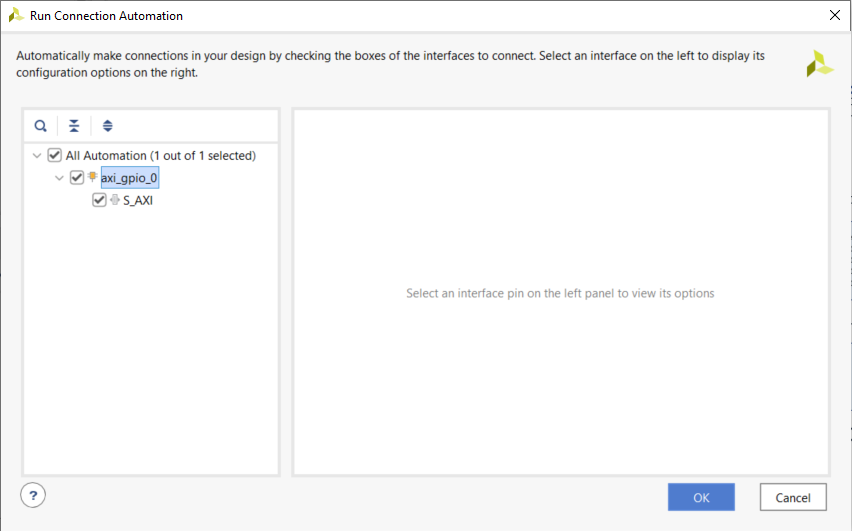 Run Connection Automation
Automatically make connections in your design by checking the boxes of the interfaces to connect. Select an interface on the left to display its
configuration options on the right.
All Automation (1 out of 1 selected)
axi_gpio_0
S_AXI
Select an interface pin on the left panel to view its options
?
OK
Cancel